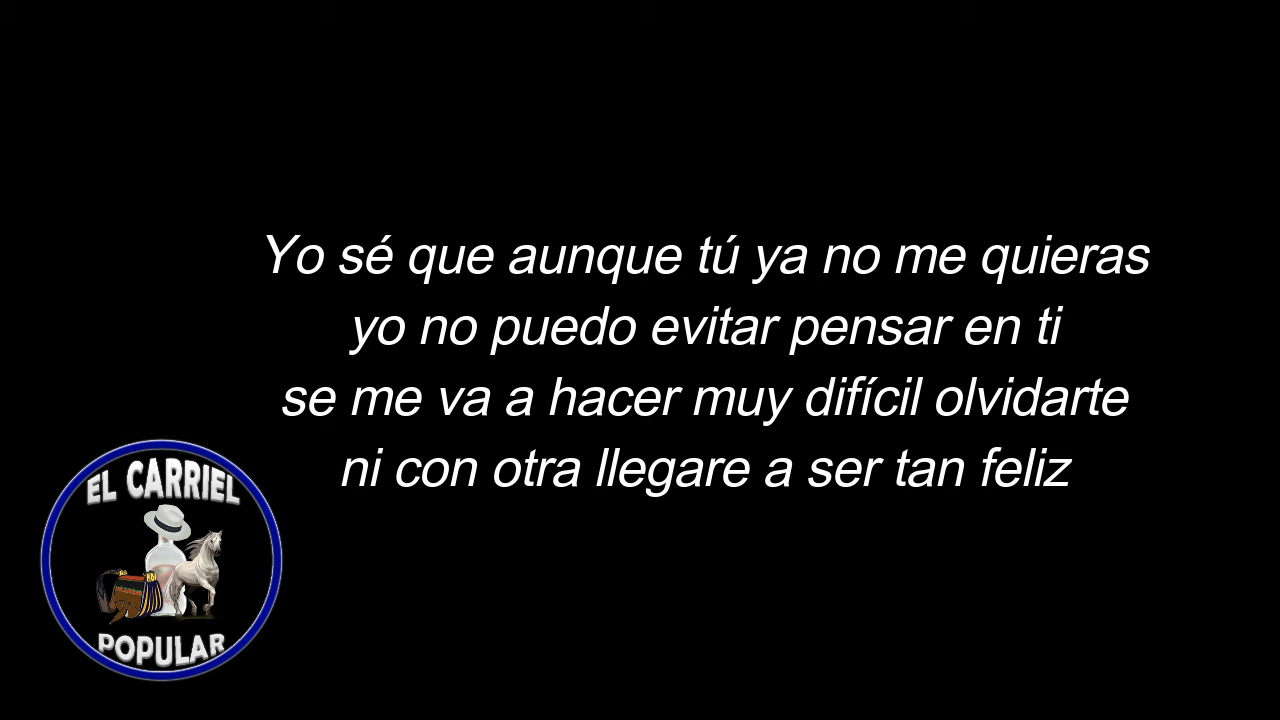 Yo sé que aunque tú ya no me quieras
yo no puedo evitar pensar en ti
se me va a hacer muy difícil olvidarte
ni con otra llegare a ser tan feliz
EL CARRIEL
POPULAR